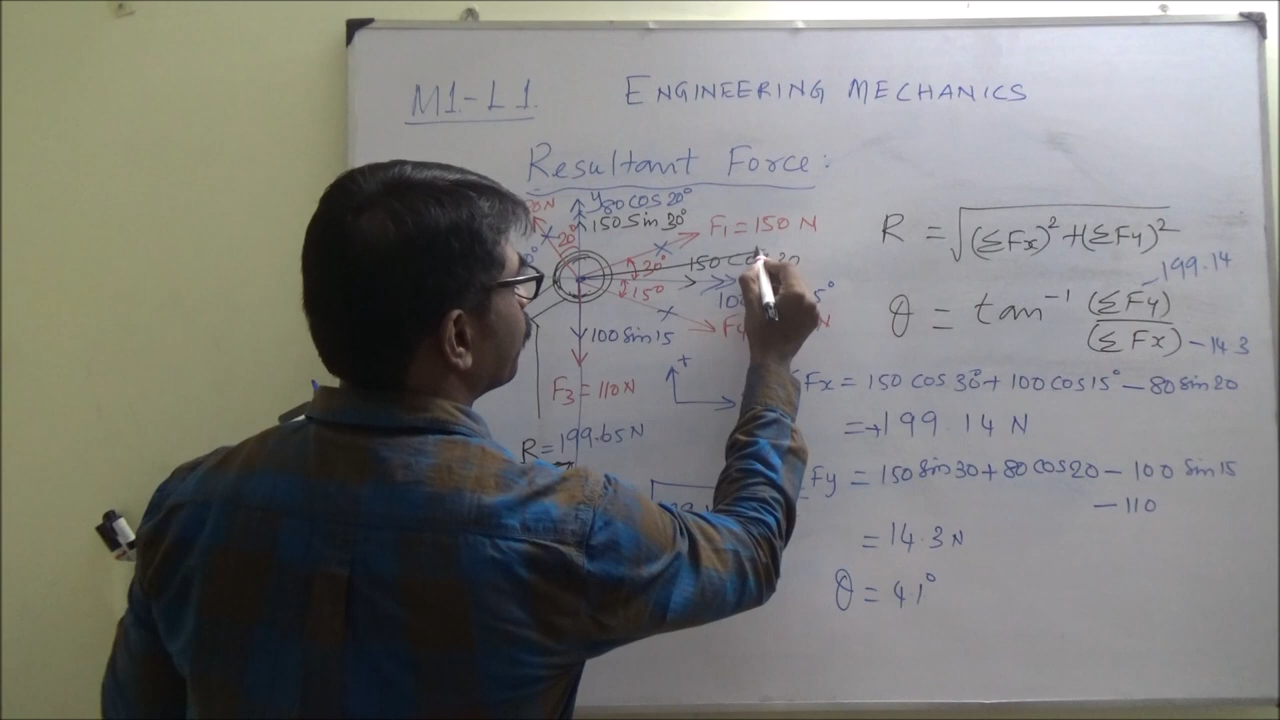 M1-L1. ENGINEERING MECHANICS
Resultant Force:
y 80 cos 20°
150 Sin 30°
F₁ = 150 N
20°
30°
15°
100 Sin 15
F₃ = 110 N
R = 199.65 N
R = √(ΣFx)² + (ΣFy)²
199.14
θ = tan⁻¹ (ΣFy)
(ΣFx) - 14.3
Fx = 150 cos 30° + 100 cos 15° - 80 sin 20
= +199.14 N
Fy = 150 sin 30 + 80 cos 20 - 100 sin 15
- 110
= 14.3 N
θ = 4.1°